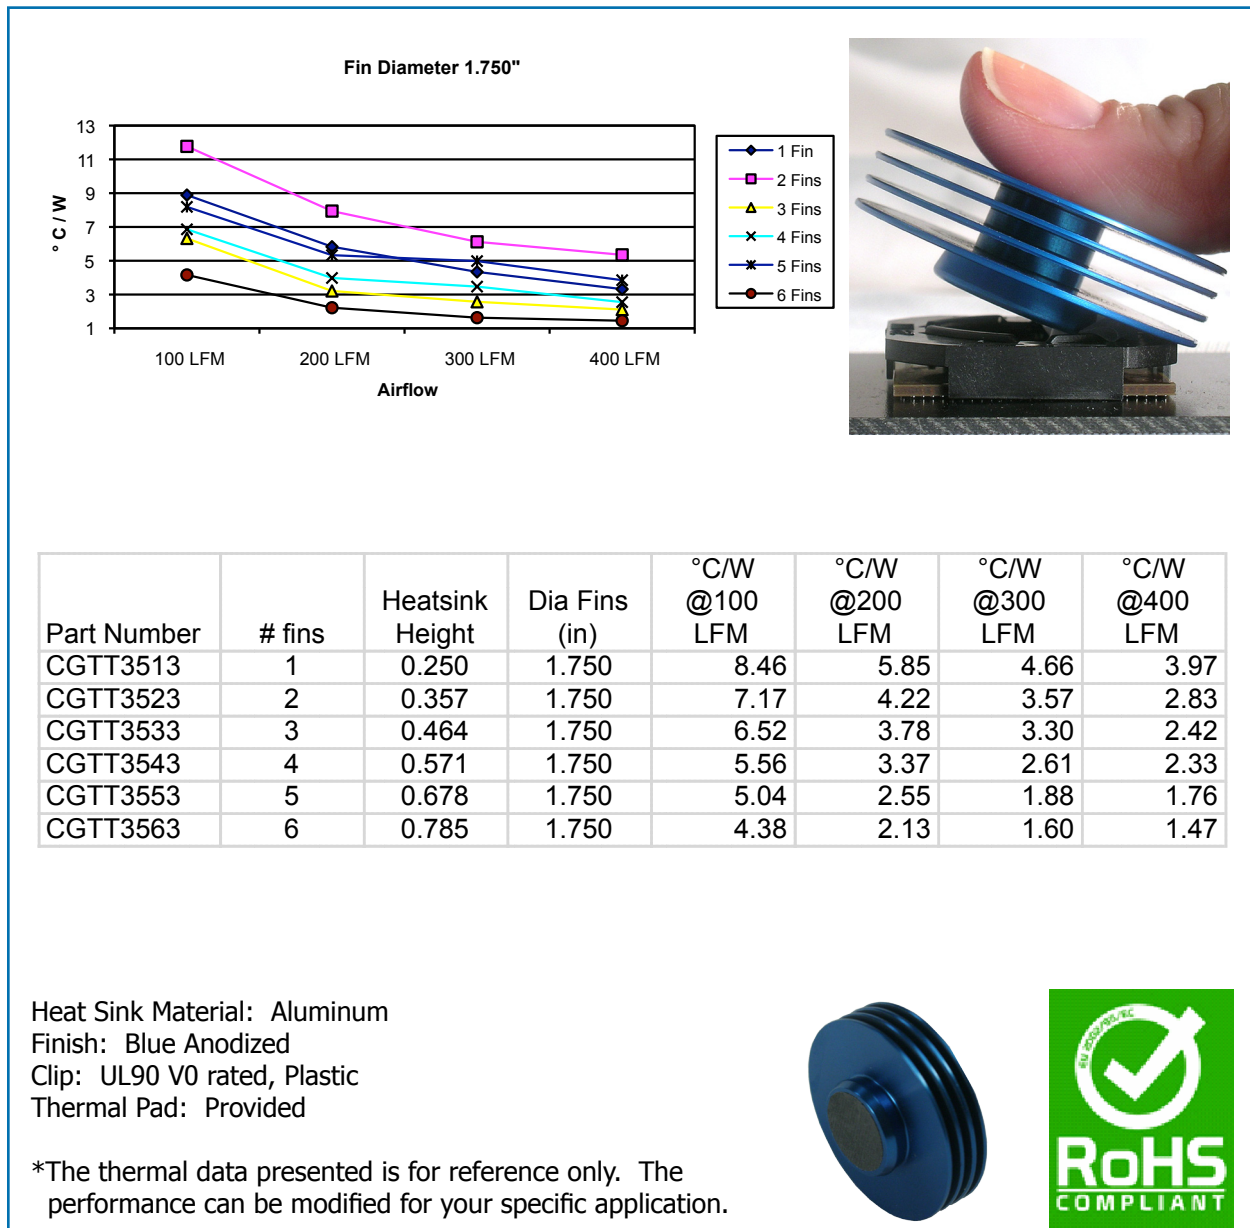 Fin Diameter 1.750"
° C / W
13
11
9
7
5
3
1
100 LFM 200 LFM 300 LFM 400 LFM
Airflow
1 Fin
2 Fins
3 Fins
4 Fins
5 Fins
6 Fins
Part Number # fins Heatsink Height Dia Fins (in) °C/W @100 LFM °C/W @200 LFM °C/W @300 LFM °C/W @400 LFM
CGTT3513 1 0.250 1.750 8.46 5.85 4.66 3.97
CGTT3523 2 0.357 1.750 7.17 4.22 3.57 2.83
CGTT3533 3 0.464 1.750 6.52 3.78 3.30 2.42
CGTT3543 4 0.571 1.750 5.56 3.37 2.61 2.33
CGTT3553 5 0.678 1.750 5.04 2.55 1.88 1.76
CGTT3563 6 0.785 1.750 4.38 2.13 1.60 1.47
Heat Sink Material: Aluminum
Finish: Blue Anodized
Clip: UL90 V0 rated, Plastic
Thermal Pad: Provided
*The thermal data presented is for reference only. The
performance can be modified for your specific application.
EU 2002/95/EC
RoHS
COMPLIANT